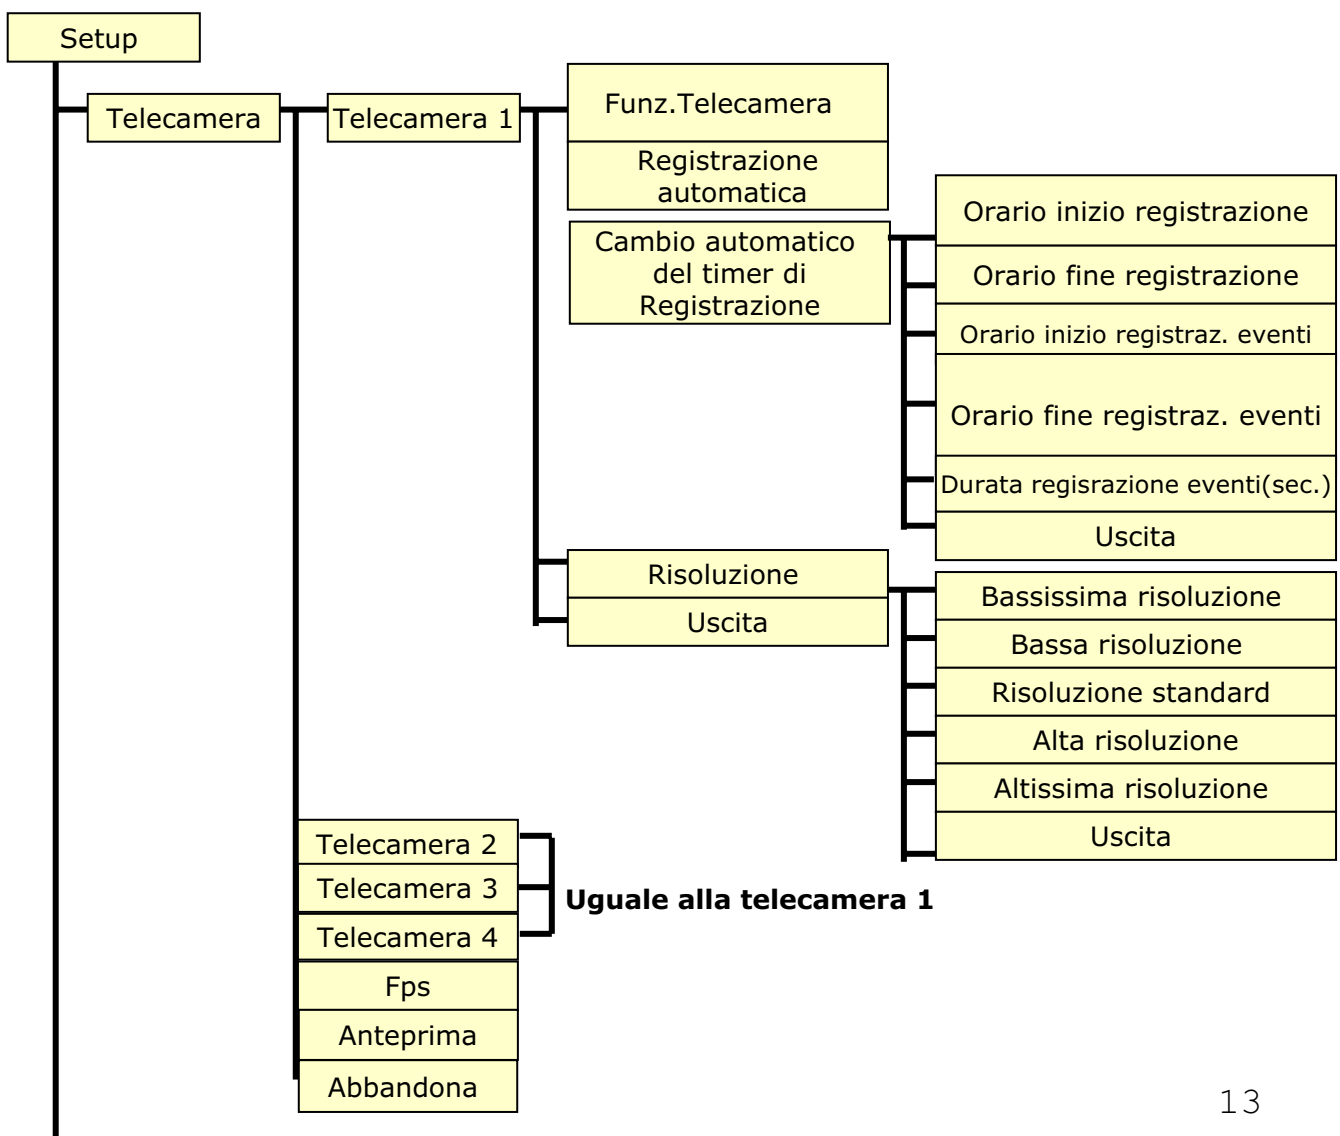 Setup
Telecamera
Telecamera 1
Funz.Telecamera
Registrazione
automatica
Cambio automatico
del timer di
Registrazione
Orario inizio registrazione
Orario fine registrazione
Orario inizio registraz. eventi
Orario fine registraz. eventi
Durata regisrazione eventi(sec.)
Uscita
Risoluzione
Uscita
Bassissima risoluzione
Bassa risoluzione
Risoluzione standard
Alta risoluzione
Altissima risoluzione
Uscita
Telecamera 2
Telecamera 3
Telecamera 4
Uguale alla telecamera 1
Fps
Anteprima
Abbandona
13